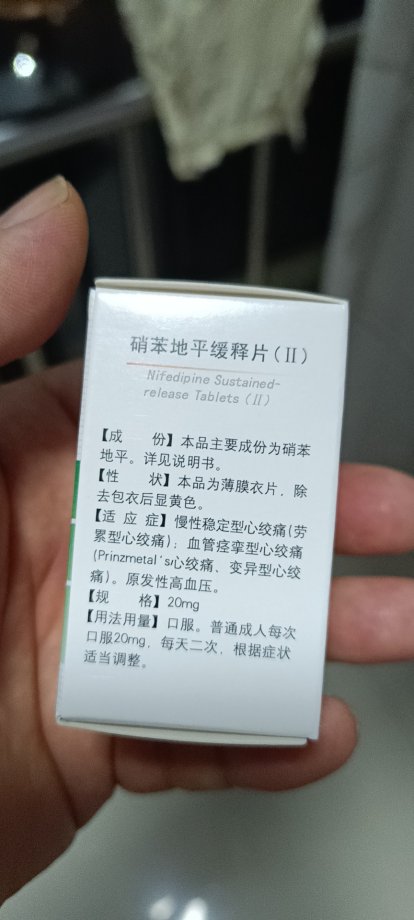 硝苯地平缓释片(II)
Nifedipine Sustained-
release Tablets (II)
【成　份】本品主要成份为硝苯
地平。详见说明书。
【性　状】本品为薄膜衣片，除
去包衣后显黄色。
【适 应 症】慢性稳定型心绞痛(劳
累型心绞痛)；血管痉挛型心绞痛
(Prinzmetal's心绞痛、变异型心绞
痛)。原发性高血压。
【规　格】20mg
【用法用量】口服。普通成人每次
口服20mg，每天二次，根据症状
适当调整。